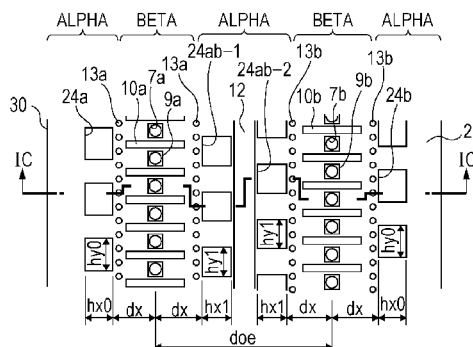 ALPHA BETA ALPHA BETA ALPHA
24ab-1
13a 7a 13a 24ab-2 13b 13b
30 24a 10a 9a 12 10b 7b 9b 24b 2
IC IC
hy0 hy1 hy1 hy0
hx0 dx dx hx1 hx1 dx dx hx0
doe